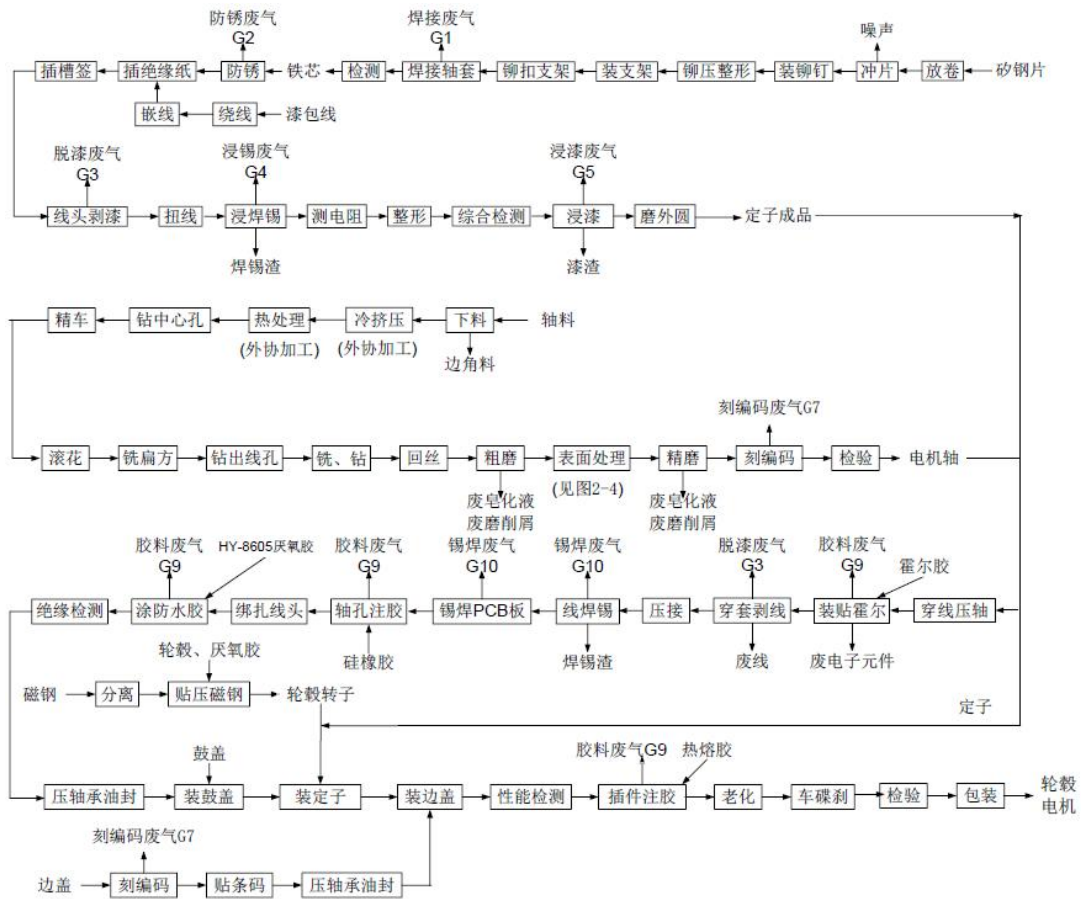 防锈废气
G2
焊接废气
G1
噪声
插槽签
插绝缘纸
防锈
铁芯
检测
焊接轴套
铆扣支架
装支架
铆压整形
装铆钉
冲片
放卷
矽钢片
嵌线
绕线
漆包线
脱漆废气
G3
浸锡废气
G4
浸漆废气
G5
线头剥漆
扭线
浸焊锡
测电阻
整形
综合检测
浸漆
磨外圆
定子成品
焊锡渣
漆渣
精车
钻中心孔
热处理
冷挤压
下料
轴料
(外协加工)
(外协加工)
边角料
刻编码废气G7
滚花
铣扁方
钻出线孔
铣、钻
回丝
粗磨
表面处理
精磨
刻编码
检验
电机轴
(见图2-4)
废皂化液
废磨削屑
废皂化液
废磨削屑
胶料废气
G9
HY-8605厌氧胶
胶料废气
G9
锡焊废气
G10
锡焊废气
G10
脱漆废气
G3
胶料废气
G9
霍尔胶
绝缘检测
涂防水胶
绑扎线头
轴孔注胶
锡焊PCB板
线焊锡
压接
穿套剥线
装贴霍尔
穿线压轴
轮毂、厌氧胶
硅橡胶
焊锡渣
废线
废电子元件
磁钢
分离
贴压磁钢
轮毂转子
定子
鼓盖
胶料废气G9
热熔胶
压轴承油封
装鼓盖
装定子
装边盖
性能检测
插件注胶
老化
车碟刹
检验
包装
轮毂
电机
刻编码废气G7
边盖
刻编码
贴条码
压轴承油封